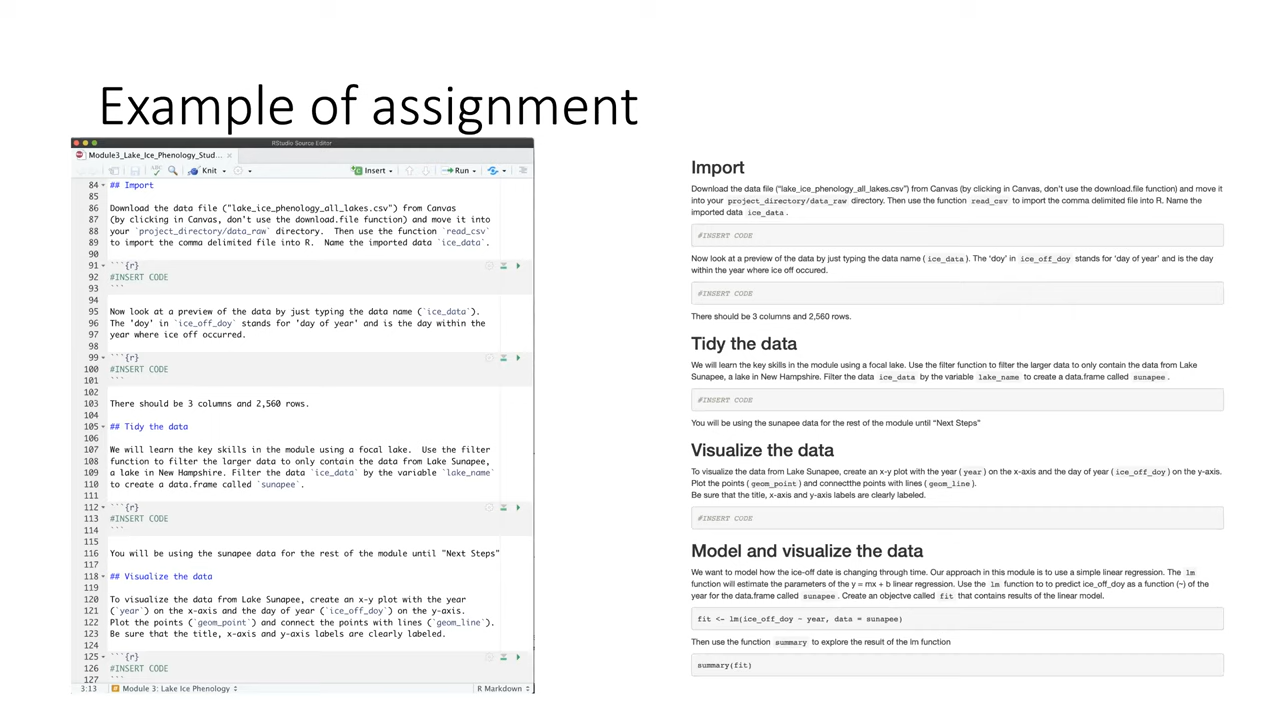 Example of assignment
RStudio Source Editor
Module3_Lake_Ice_Phenology_Stud...
ABC
Knit
Insert
Run
84 ## Import
85
86 Download the data file ("lake_ice_phenology_all_lakes.csv") from Canvas
87 (by clicking in Canvas, don't use the download.file function) and move it into
88 your `project_directory/data_raw` directory.  Then use the function `read_csv`
89 to import the comma delimited file into R.  Name the imported data `ice_data`.
90
91 ```{r}
92 #INSERT CODE
93 ```
94
95 Now look at a preview of the data by just typing the data name (`ice_data`).
96 The 'doy' in `ice_off_doy` stands for 'day of year' and is the day within the
97 year where ice off occurred.
98
99 ```{r}
100 #INSERT CODE
101 ```
102
103 There should be 3 columns and 2,560 rows.
104
105 ## Tidy the data
106
107 We will learn the key skills in the module using a focal lake.  Use the filter
108 function to filter the larger data to only contain the data from Lake Sunapee,
109 a lake in New Hampshire. Filter the data `ice_data` by the variable `lake_name`
110 to create a data.frame called `sunapee`.
111
112 ```{r}
113 #INSERT CODE
114 ```
115
116 You will be using the sunapee data for the rest of the module until "Next Steps"
117
118 ## Visualize the data
119
120 To visualize the data from Lake Sunapee, create an x-y plot with the year
121 (`year`) on the x-axis and the day of year (`ice_off_doy`) on the y-axis.
122 Plot the points (`geom_point`) and connect the points with lines (`geom_line`).
123 Be sure that the title, x-axis and y-axis labels are clearly labeled.
124
125 ```{r}
126 #INSERT CODE
127
3:13 # Module 3: Lake Ice Phenology R Markdown
Import
Download the data file ("lake_ice_phenology_all_lakes.csv") from Canvas (by clicking in Canvas, don't use the download.file function) and move it
into your project_directory/data_raw directory. Then use the function read_csv to import the comma delimited file into R. Name the
imported data ice_data .
#INSERT CODE
Now look at a preview of the data by just typing the data name ( ice_data ). The 'doy' in ice_off_doy stands for 'day of year' and is the day
within the year where ice off occured.
#INSERT CODE
There should be 3 columns and 2,560 rows.
Tidy the data
We will learn the key skills in the module using a focal lake. Use the filter function to filter the larger data to only contain the data from Lake
Sunapee, a lake in New Hampshire. Filter the data ice_data by the variable lake_name to create a data.frame called sunapee .
#INSERT CODE
You will be using the sunapee data for the rest of the module until "Next Steps"
Visualize the data
To visualize the data from Lake Sunapee, create an x-y plot with the year ( year ) on the x-axis and the day of year ( ice_off_doy ) on the y-axis.
Plot the points ( geom_point ) and connectthe points with lines ( geom_line ).
Be sure that the title, x-axis and y-axis labels are clearly labeled.
#INSERT CODE
Model and visualize the data
We want to model how the ice-off date is changing through time. Our approach in this module is to use a simple linear regression. The lm
function will estimate the parameters of the y = mx + b linear regression. Use the lm function to to predict ice_off_doy as a function (~) of the
year for the data.frame called sunapee . Create an objectve called fit that contains results of the linear model.
fit <- lm(ice_off_doy ~ year, data = sunapee)
Then use the function summary to explore the result of the lm function
summary(fit)